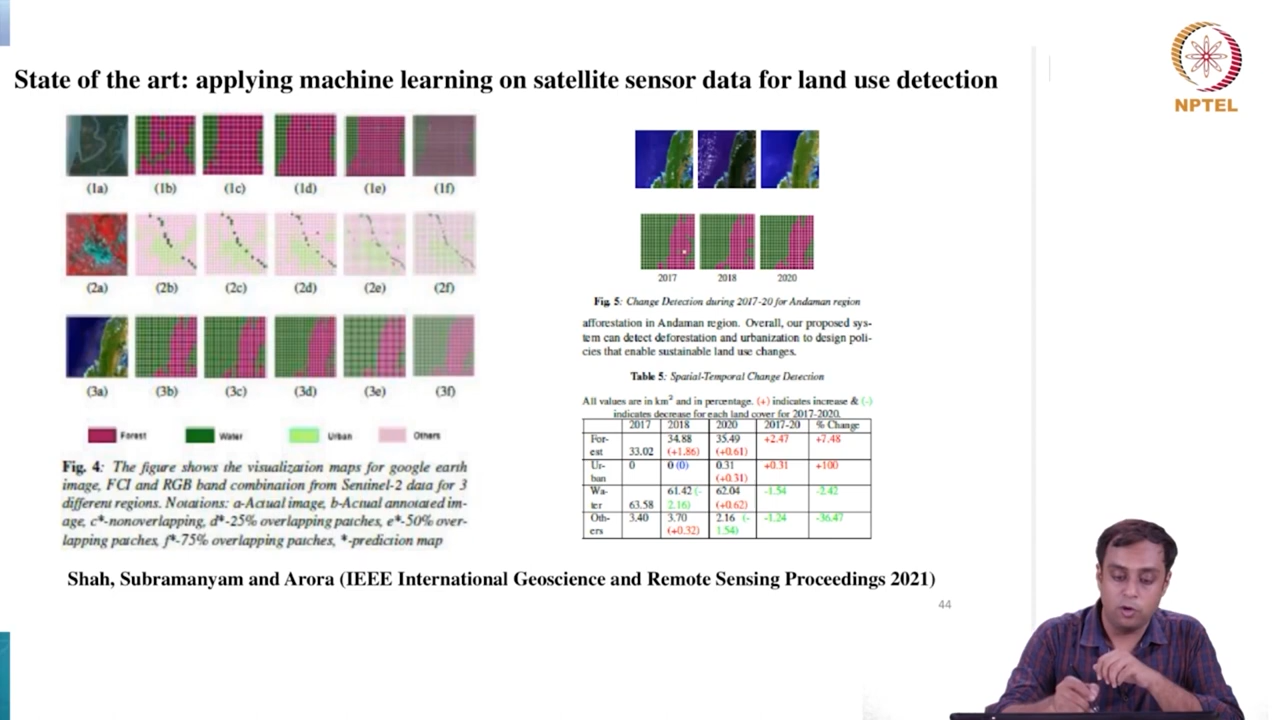 State of the art: applying machine learning on satellite sensor data for land use detection
NPTEL
(1a) (1b) (1c) (1d) (1e) (1f)
(2a) (2b) (2c) (2d) (2e) (2f)
(3a) (3b) (3c) (3d) (3e) (3f)
Forest Water Urban Others
Fig. 4: The figure shows the visualization maps for google earth
image, FCI and RGB band combination from Sentinel-2 data for 3
different regions. Notations: a-Actual image, b-Actual annotated im-
age, c*-nonoverlapping, d*-25% overlapping patches, e*-50% over-
lapping patches, f*-75% overlapping patches, *-prediction map
2017 2018 2020
Fig. 5: Change Detection during 2017-20 for Andaman region
afforestation in Andaman region. Overall, our proposed sys-
tem can detect deforestation and urbanization to design poli-
cies that enable sustainable land use changes.
Table 5: Spatial-Temporal Change Detection
All values are in km² and in percentage. (+) indicates increase & (-)
indicates decrease for each land cover for 2017-2020.
2017 2018 2020 2017-20 % Change
For- 34.88 35.49 +2.47 +7.48
est 33.02 (+1.86) (+0.61)
Ur- 0 0 (0) 0.31 +0.31 +100
ban (+0.31)
Wa- 61.42 (- 62.04 -1.54 -2.42
ter 63.58 2.16) (+0.62)
Oth- 3.40 3.70 2.16 (- -1.24 -36.47
ers (+0.32) 1.54)
Shah, Subramanyam and Arora (IEEE International Geoscience and Remote Sensing Proceedings 2021)
44